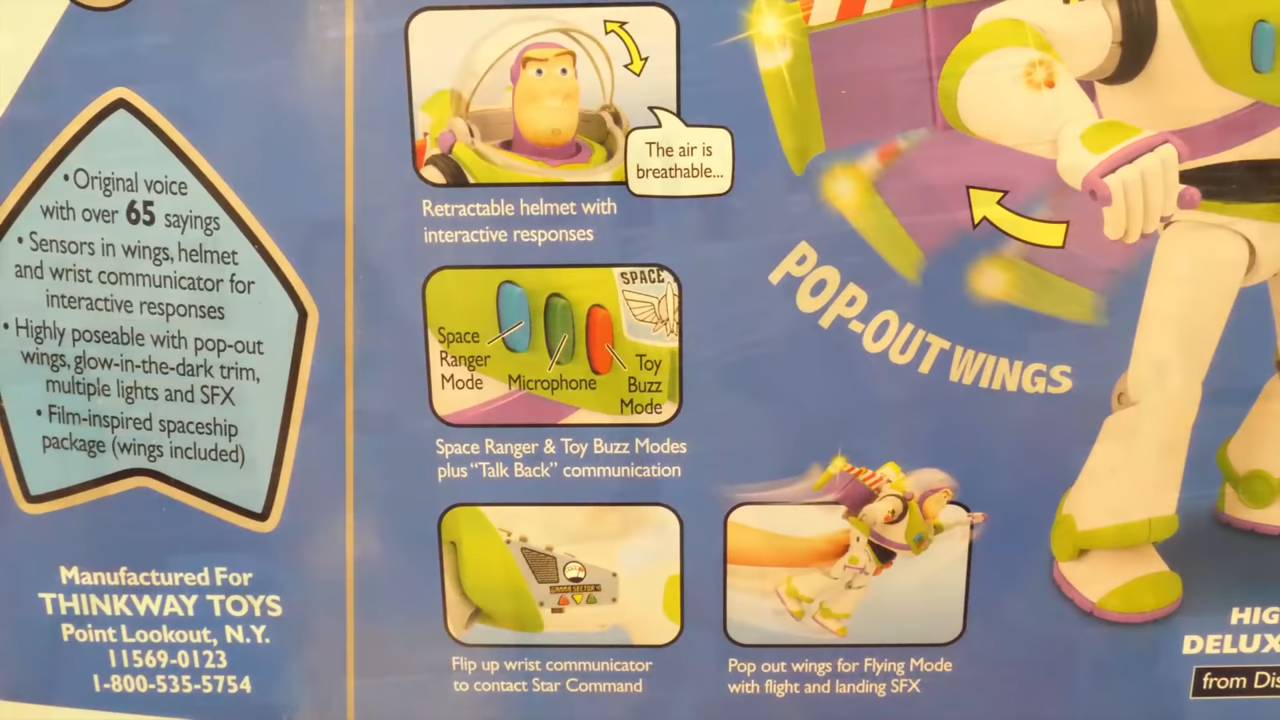 •Original voice
with over 65 sayings
• Sensors in wings, helmet
and wrist communicator for
interactive responses
• Highly poseable with pop-out
wings, glow-in-the-dark trim,
multiple lights and SFX
• Film-inspired spaceship
package (wings included)
Manufactured For
THINKWAY TOYS
Point Lookout, N.Y.
11569-0123
1-800-535-5754
The air is
breathable...
Retractable helmet with
interactive responses
SPACE
Space
Ranger
Mode
Microphone
Toy
Buzz
Mode
Space Ranger & Toy Buzz Modes
plus “Talk Back” communication
GAMMA SECTOR 4
Flip up wrist communicator
to contact Star Command
POP-OUT WINGS
Pop out wings for Flying Mode
with flight and landing SFX
HIG
DELUX
from Dis